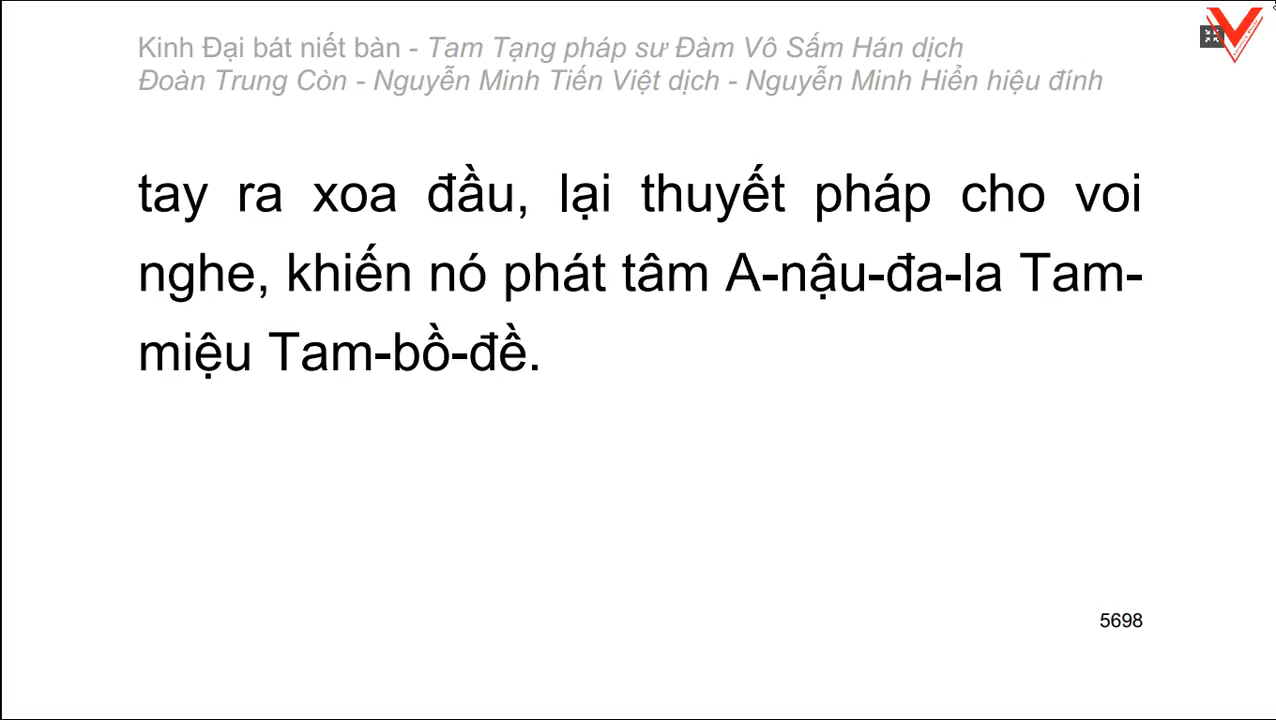 Kinh Đại bát niết bàn - Tam Tạng pháp sư Đàm Vô Sấm Hán dịch
Đoàn Trung Còn - Nguyễn Minh Tiến Việt dịch - Nguyễn Minh Hiển hiệu đính
tay ra xoa đầu, lại thuyết pháp cho voi
nghe, khiến nó phát tâm A-nậu-đa-la Tam-
miệu Tam-bồ-đề.
5698